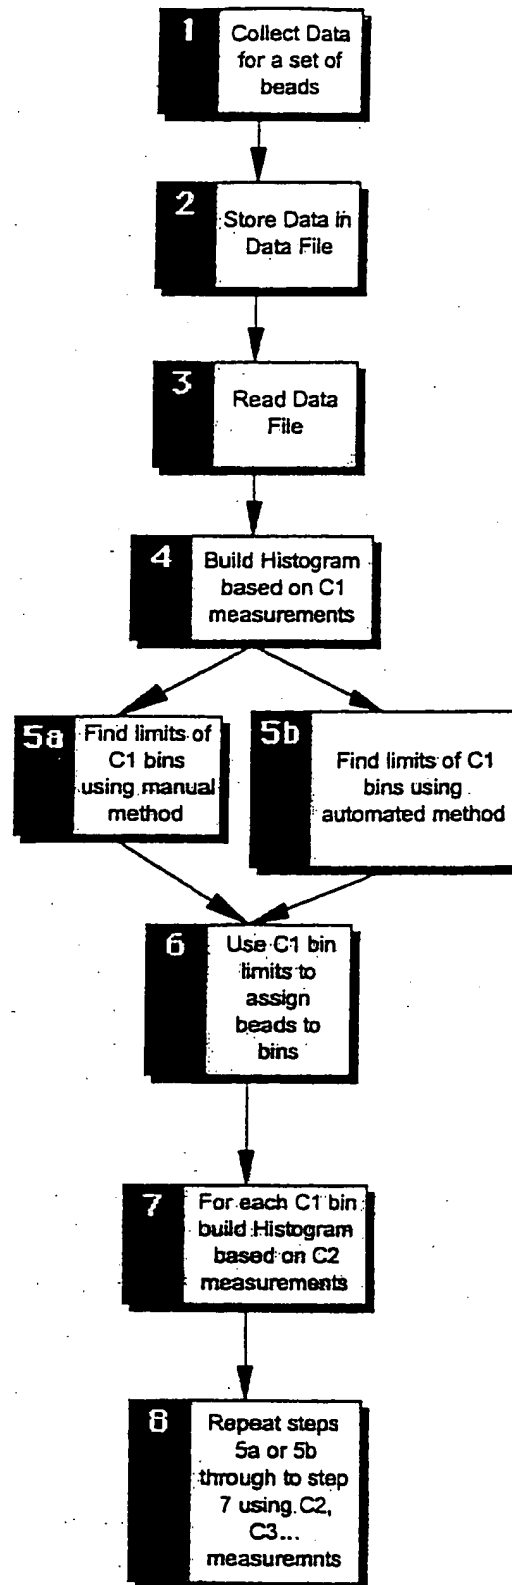 1
Collect Data
for a set of
beads
2
Store Data in
Data File
3
Read Data
File
4
Build Histogram
based on C1
measurements
5a
Find limits of
C1 bins
using manual
method
5b
Find limits of C1
bins using
automated method
6
Use C1 bin
limits to
assign
beads to
bins
7
For each C1 bin
build Histogram
based on C2
measurements
8
Repeat steps
5a or 5b
through to step
7 using C2,
C3...
measuremnts